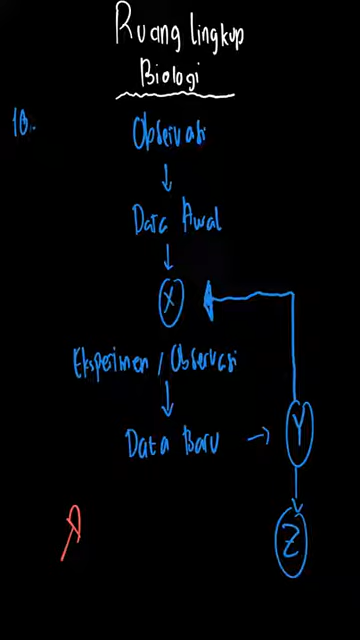 Ruang lingkup
Biologi
10.
Observasi
Data Awal
X
Eksperimen / Observasi
Data Baru
Y
Z